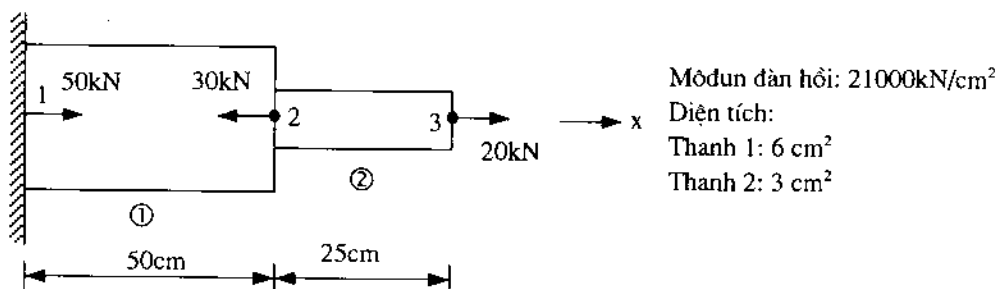 50kN
30kN
1
2
3
20kN
x
①
②
50cm
25cm
Môđun đàn hồi: 21000kN/cm²
Diện tích:
Thanh 1: 6 cm²
Thanh 2: 3 cm²